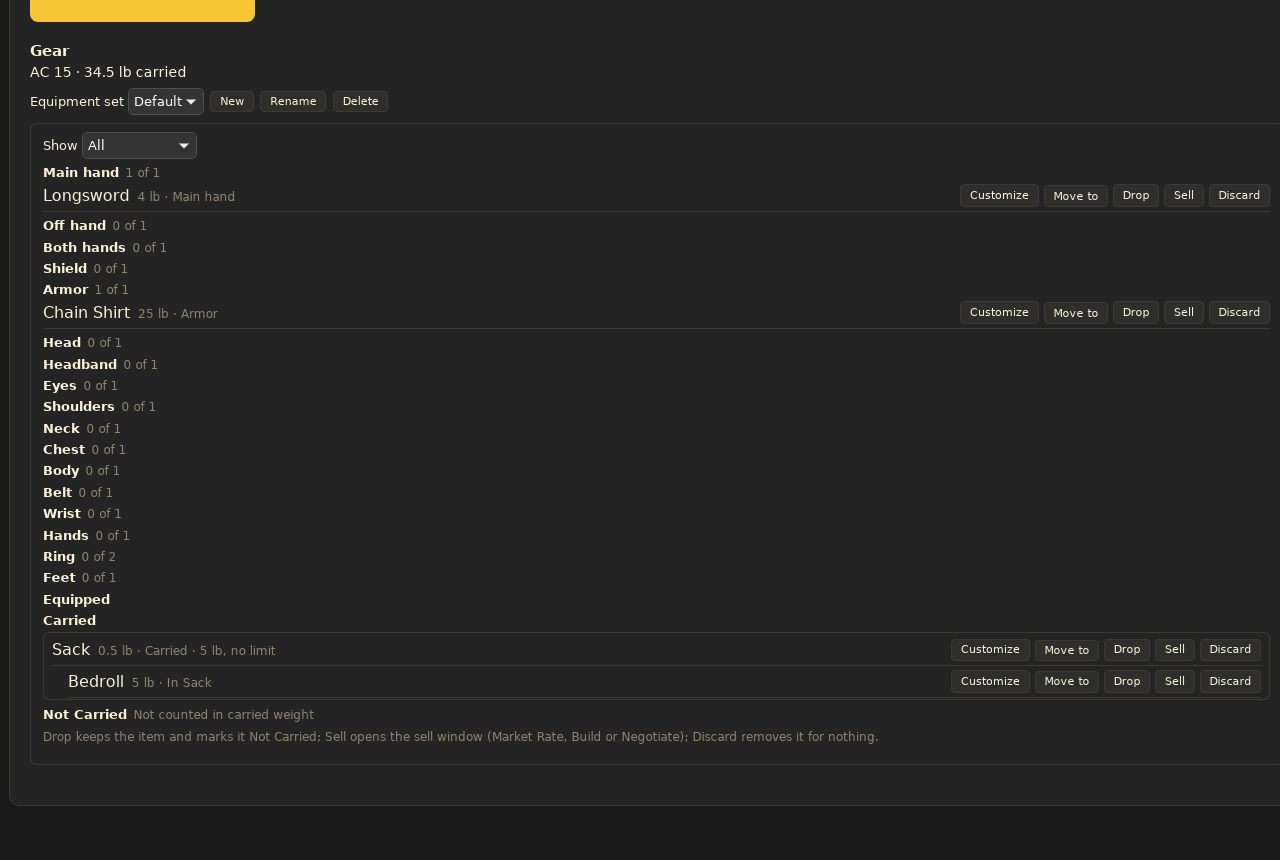 Gear
AC 15 · 34.5 lb carried
Equipment set Default New Rename Delete
Show All
Main hand 1 of 1
Longsword 4 lb · Main hand Customize Move to Drop Sell Discard
Off hand 0 of 1
Both hands 0 of 1
Shield 0 of 1
Armor 1 of 1
Chain Shirt 25 lb · Armor Customize Move to Drop Sell Discard
Head 0 of 1
Headband 0 of 1
Eyes 0 of 1
Shoulders 0 of 1
Neck 0 of 1
Chest 0 of 1
Body 0 of 1
Belt 0 of 1
Wrist 0 of 1
Hands 0 of 1
Ring 0 of 2
Feet 0 of 1
Equipped
Carried
Sack 0.5 lb · Carried · 5 lb, no limit Customize Move to Drop Sell Discard
Bedroll 5 lb · In Sack Customize Move to Drop Sell Discard
Not Carried Not counted in carried weight
Drop keeps the item and marks it Not Carried; Sell opens the sell window (Market Rate, Build or Negotiate); Discard removes it for nothing.